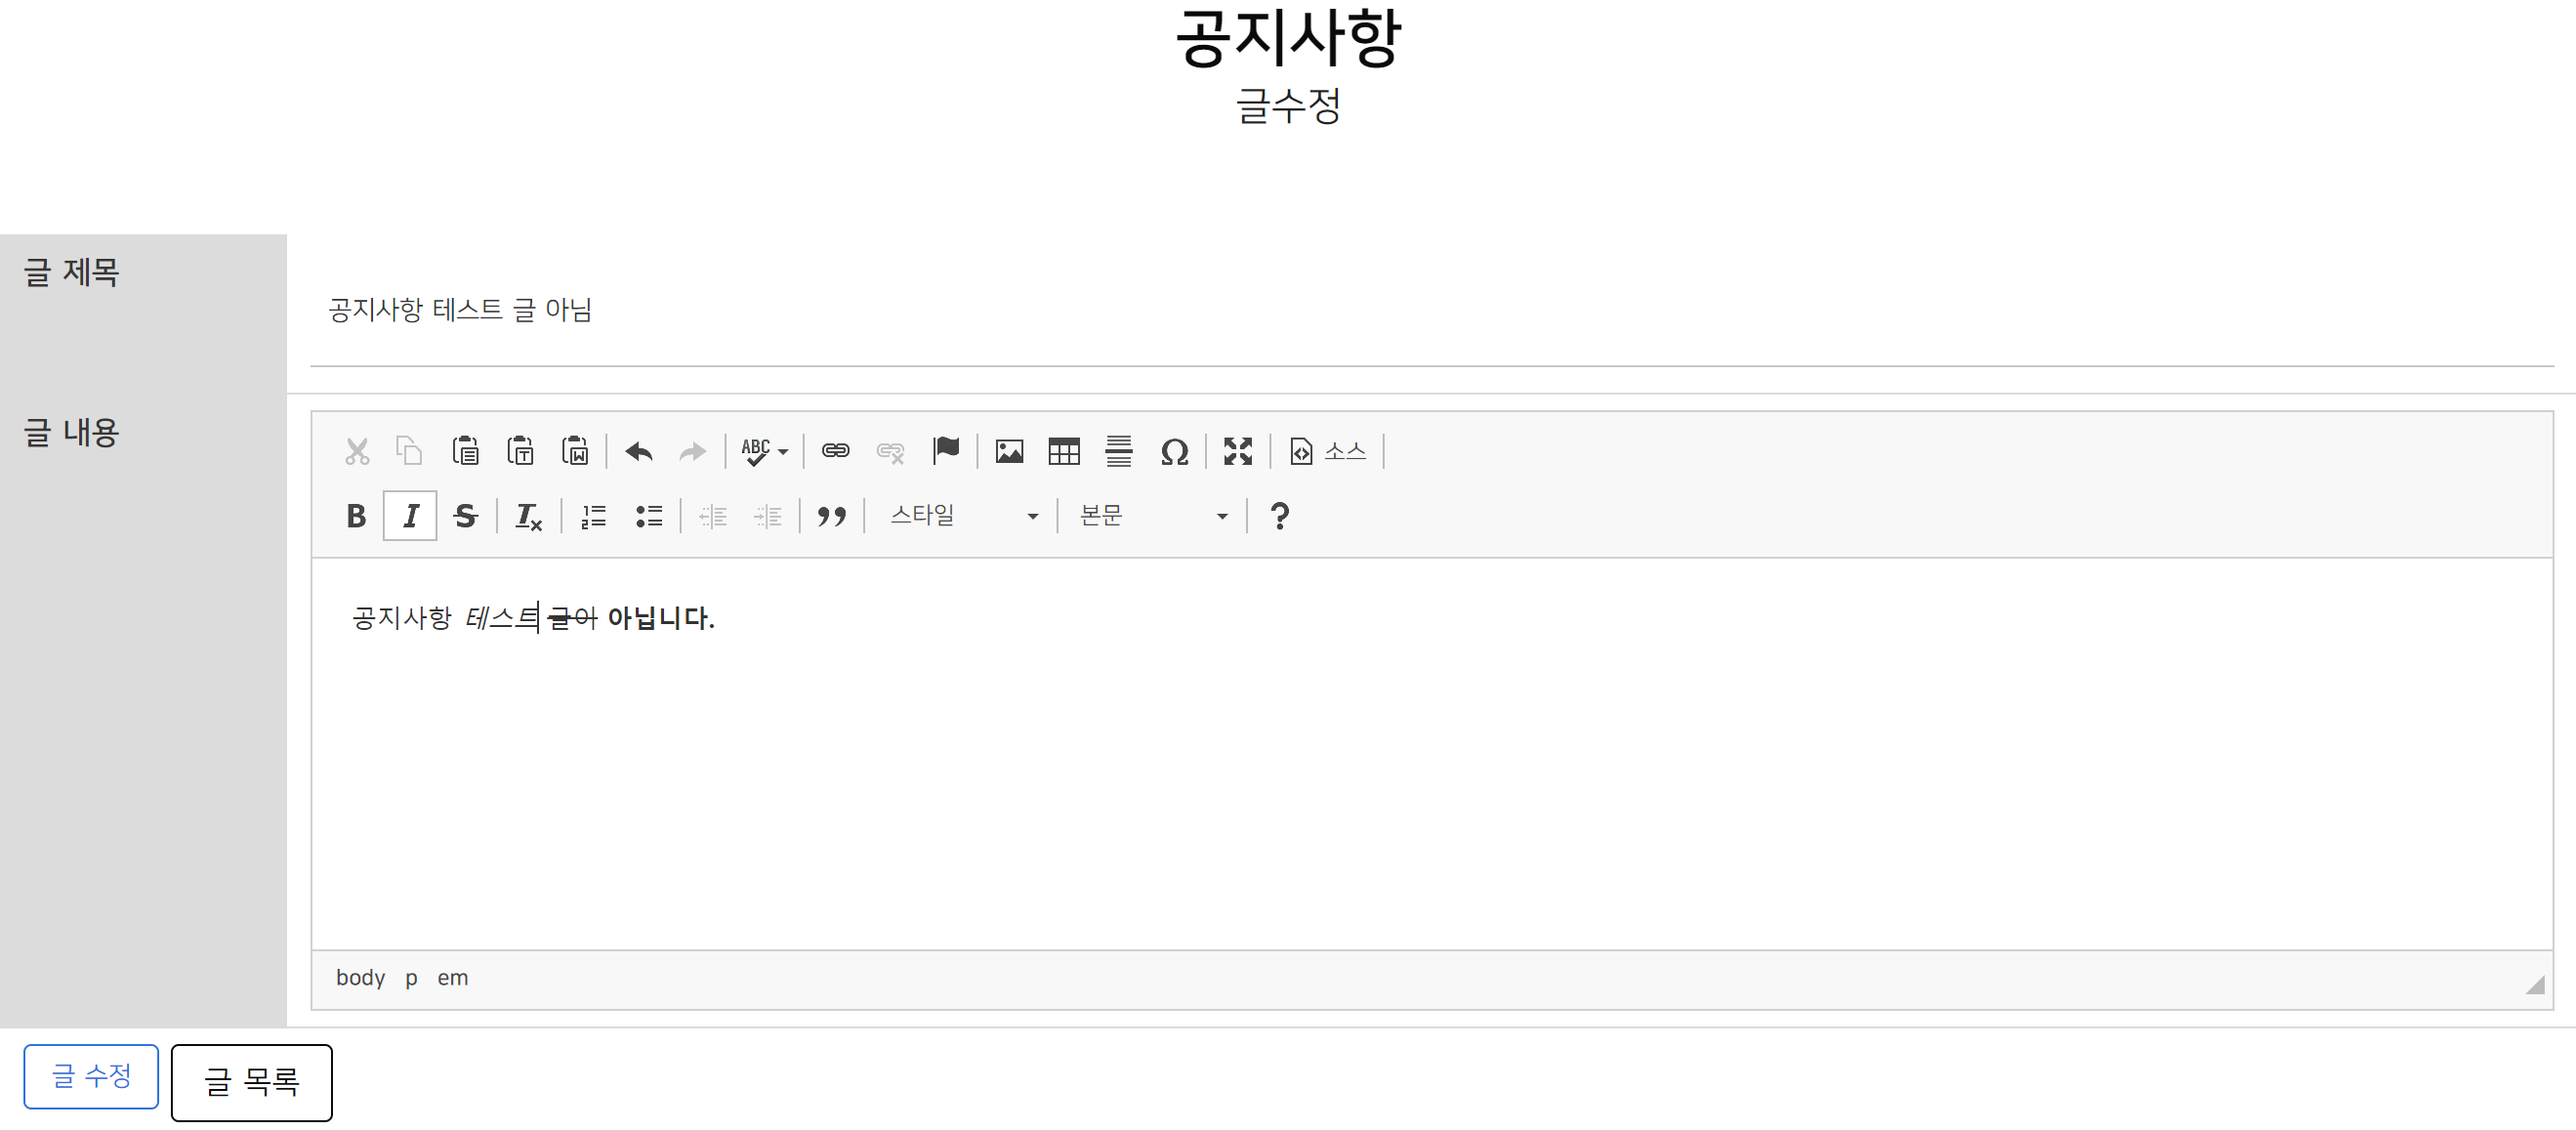 공지사항
글수정
글 제목
공지사항 테스트 글 아님
글 내용
ABC
소스
B I S Tx 스타일 본문 ?
공지사항 테스트 글이 아닙니다.
body p em
글 수정 글 목록